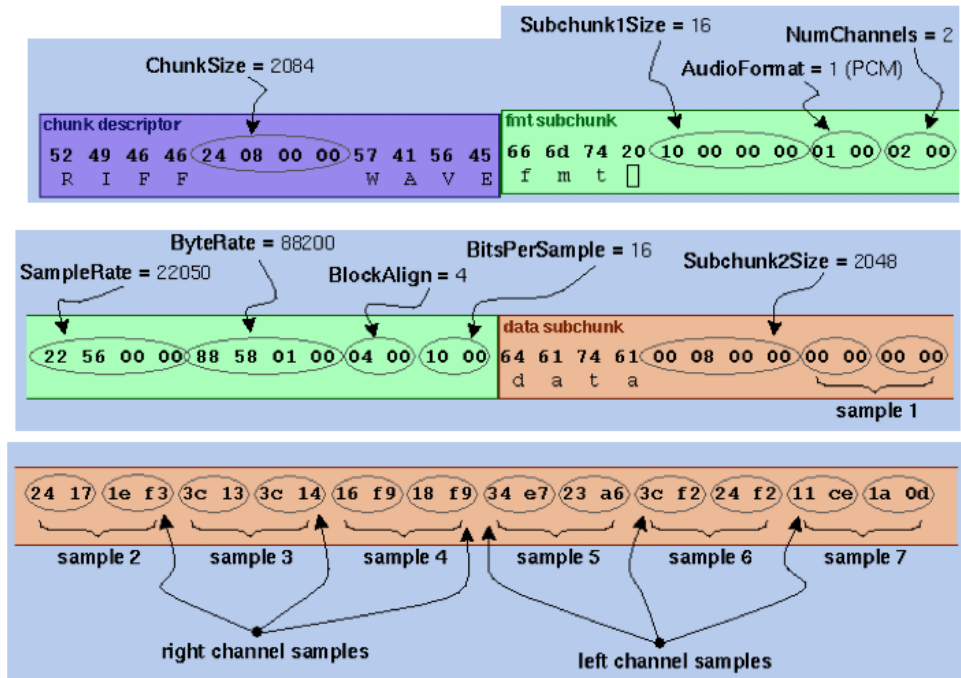 Subchunk1Size = 16
NumChannels = 2
ChunkSize = 2084
AudioFormat = 1 (PCM)
chunk descriptor
fmt subchunk
52 49 46 46 24 08 00 00 57 41 56 45 66 6d 74 20 10 00 00 00 01 00 02 00
R I F F W A V E f m t
ByteRate = 88200
BitsPerSample = 16
SampleRate = 22050
BlockAlign = 4
Subchunk2Size = 2048
data subchunk
22 56 00 00 88 58 01 00 04 00 10 00 64 61 74 61 00 08 00 00 00 00 00 00
d a t a
sample 1
24 17 1e f3 3c 13 3c 14 16 f9 18 f9 34 e7 23 a6 3c f2 24 f2 11 ce 1a 0d
sample 2 sample 3 sample 4 sample 5 sample 6 sample 7
right channel samples
left channel samples